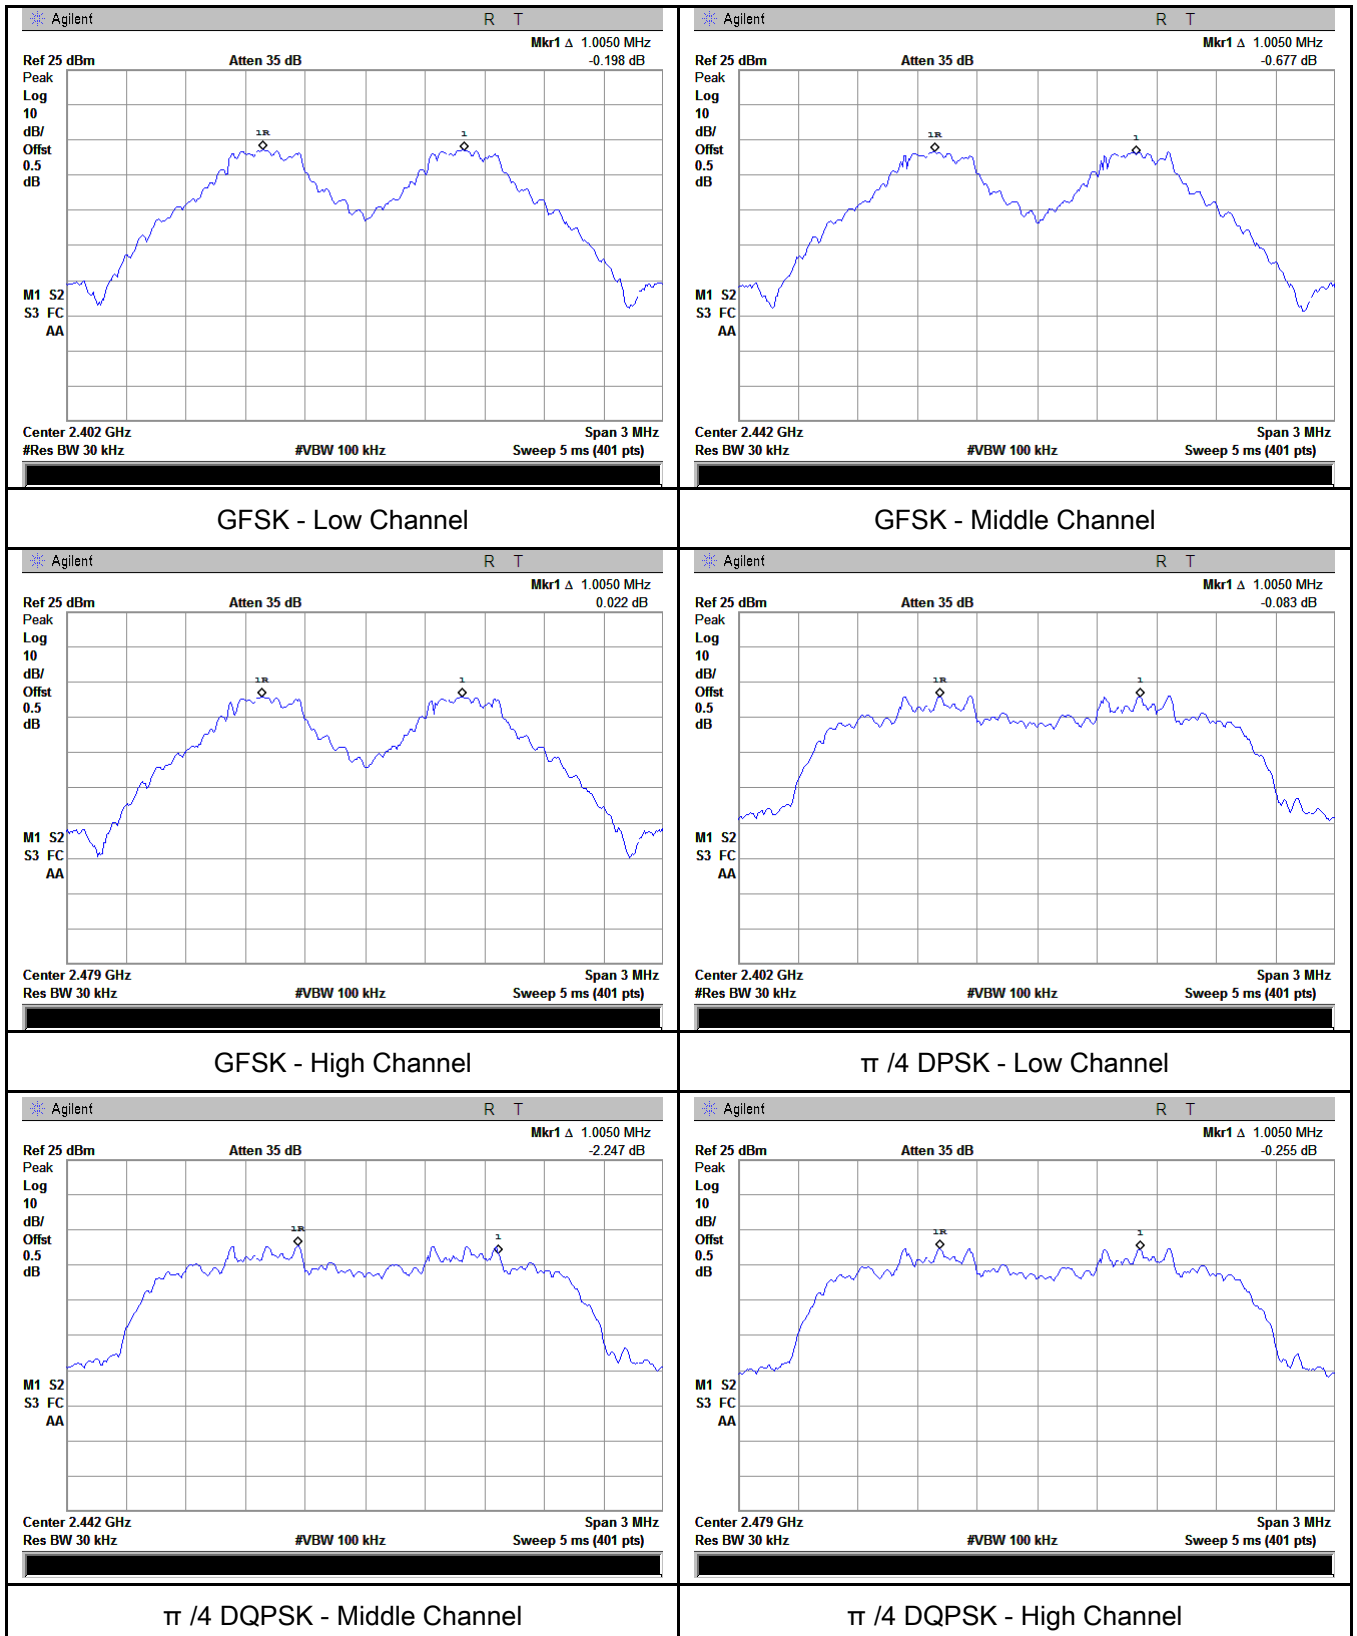 Agilent R T
Mkr1 Δ 1.0050 MHz
Ref 25 dBm Atten 35 dB -0.198 dB
Peak
Log
10
dB/
Offst
0.5
dB
1R 1
M1 S2
S3 FC
AA
Center 2.402 GHz Span 3 MHz
#Res BW 30 kHz #VBW 100 kHz Sweep 5 ms (401 pts)
GFSK - Low Channel
Agilent R T
Mkr1 Δ 1.0050 MHz
Ref 25 dBm Atten 35 dB -0.677 dB
Peak
Log
10
dB/
Offst
0.5
dB
1R 1
M1 S2
S3 FC
AA
Center 2.442 GHz Span 3 MHz
Res BW 30 kHz #VBW 100 kHz Sweep 5 ms (401 pts)
GFSK - Middle Channel
Agilent R T
Mkr1 Δ 1.0050 MHz
Ref 25 dBm Atten 35 dB 0.022 dB
Peak
Log
10
dB/
Offst
0.5
dB
1R 1
M1 S2
S3 FC
AA
Center 2.479 GHz Span 3 MHz
Res BW 30 kHz #VBW 100 kHz Sweep 5 ms (401 pts)
GFSK - High Channel
Agilent R T
Mkr1 Δ 1.0050 MHz
Ref 25 dBm Atten 35 dB -0.083 dB
Peak
Log
10
dB/
Offst
0.5
dB
1R 1
M1 S2
S3 FC
AA
Center 2.402 GHz Span 3 MHz
#Res BW 30 kHz #VBW 100 kHz Sweep 5 ms (401 pts)
π /4 DPSK - Low Channel
Agilent R T
Mkr1 Δ 1.0050 MHz
Ref 25 dBm Atten 35 dB -2.247 dB
Peak
Log
10
dB/
Offst
0.5
dB
1R 1
M1 S2
S3 FC
AA
Center 2.442 GHz Span 3 MHz
Res BW 30 kHz #VBW 100 kHz Sweep 5 ms (401 pts)
π /4 DQPSK - Middle Channel
Agilent R T
Mkr1 Δ 1.0050 MHz
Ref 25 dBm Atten 35 dB -0.255 dB
Peak
Log
10
dB/
Offst
0.5
dB
1R 1
M1 S2
S3 FC
AA
Center 2.479 GHz Span 3 MHz
Res BW 30 kHz #VBW 100 kHz Sweep 5 ms (401 pts)
π /4 DQPSK - High Channel